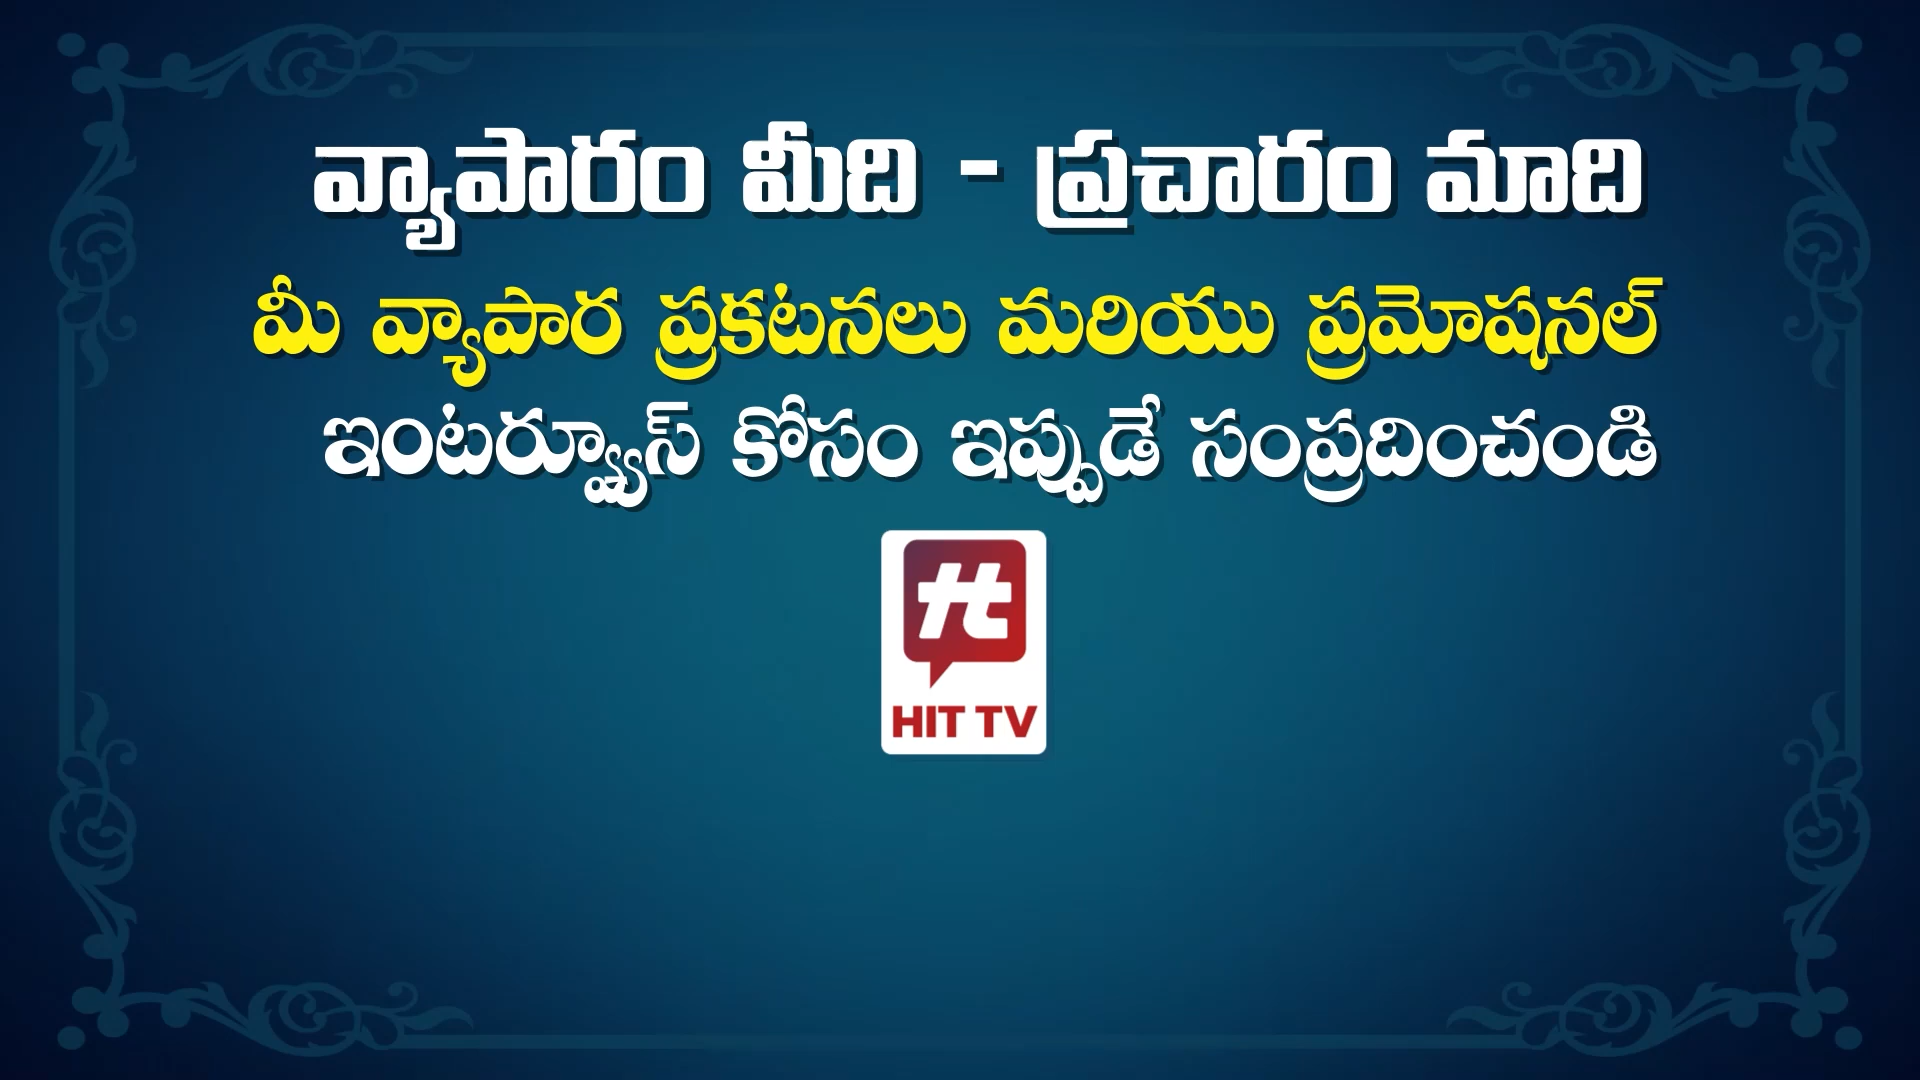 వ్యాపారం మీది - ప్రచారం మాది
మీ వ్యాపార ప్రకటనలు మరియు ప్రమోషనల్
ఇంటర్వ్యూస్ కోసం ఇప్పుడే సంప్రదించండి
HIT TV